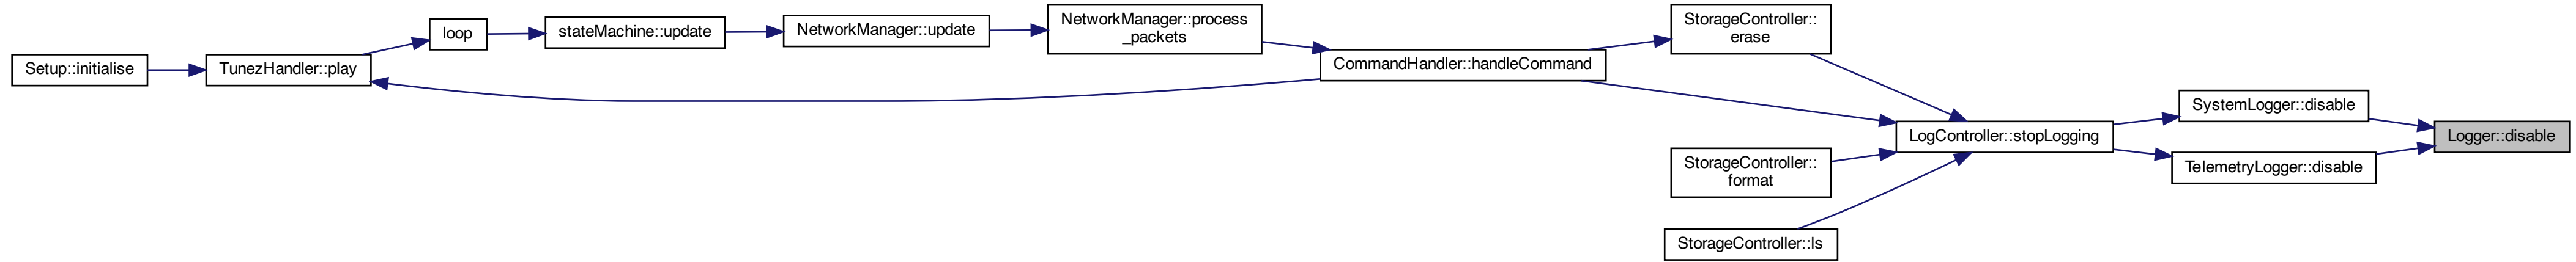 Setup::initialise
TunezHandler::play
loop
stateMachine::update
NetworkManager::update
NetworkManager::process
_packets
CommandHandler::handleCommand
StorageController::
erase
LogController::stopLogging
StorageController::
format
StorageController::ls
SystemLogger::disable
TelemetryLogger::disable
Logger::disable